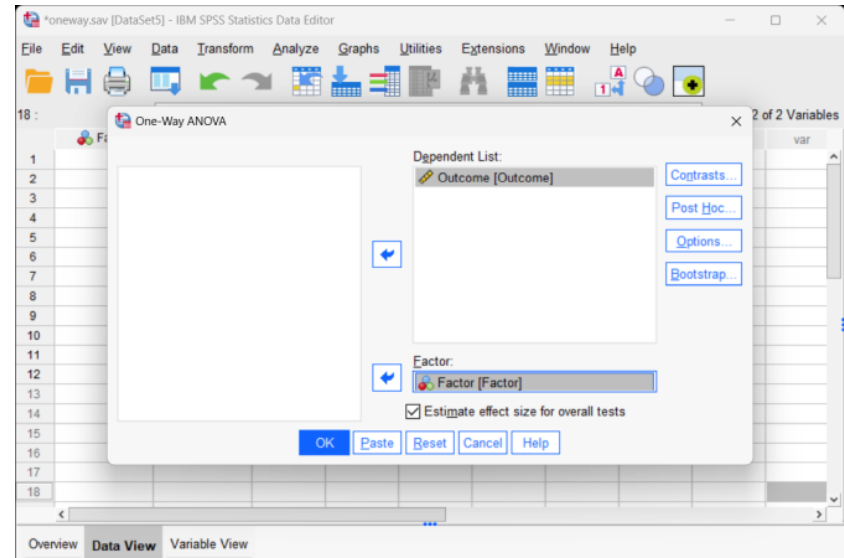 *oneway.sav [DataSet5] - IBM SPSS Statistics Data Editor
File Edit View Data Transform Analyze Graphs Utilities Extensions Window Help
18 :
2 of 2 Variables
var
One-Way ANOVA
Dependent List:
Outcome [Outcome]
Contrasts...
Post Hoc...
Options...
Bootstrap...
Factor:
Factor [Factor]
Estimate effect size for overall tests
OK Paste Reset Cancel Help
1
2
3
4
5
6
7
8
9
10
11
12
13
14
15
16
17
18
Overview Data View Variable View